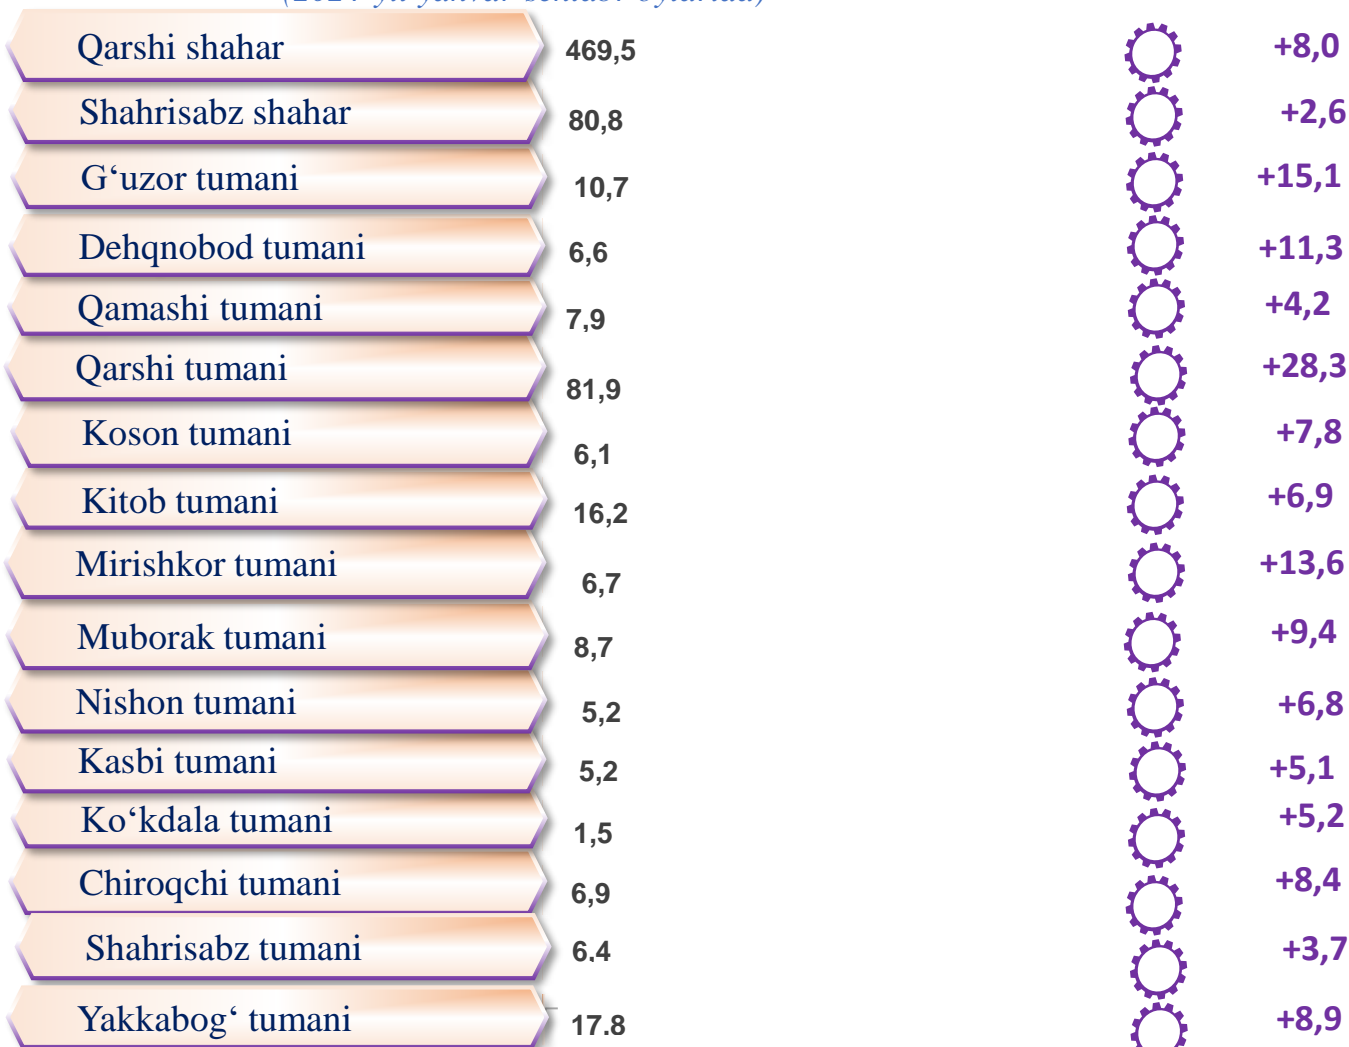 Qarshi shahar 469,5 +8,0
Shahrisabz shahar 80,8 +2,6
G‘uzor tumani 10,7 +15,1
Dehqnobod tumani 6,6 +11,3
Qamashi tumani 7,9 +4,2
Qarshi tumani 81,9 +28,3
Koson tumani 6,1 +7,8
Kitob tumani 16,2 +6,9
Mirishkor tumani 6,7 +13,6
Muborak tumani 8,7 +9,4
Nishon tumani 5,2 +6,8
Kasbi tumani 5,2 +5,1
Ko‘kdala tumani 1,5 +5,2
Chiroqchi tumani 6,9 +8,4
Shahrisabz tumani 6,4 +3,7
Yakkabog‘ tumani 17,8 +8,9